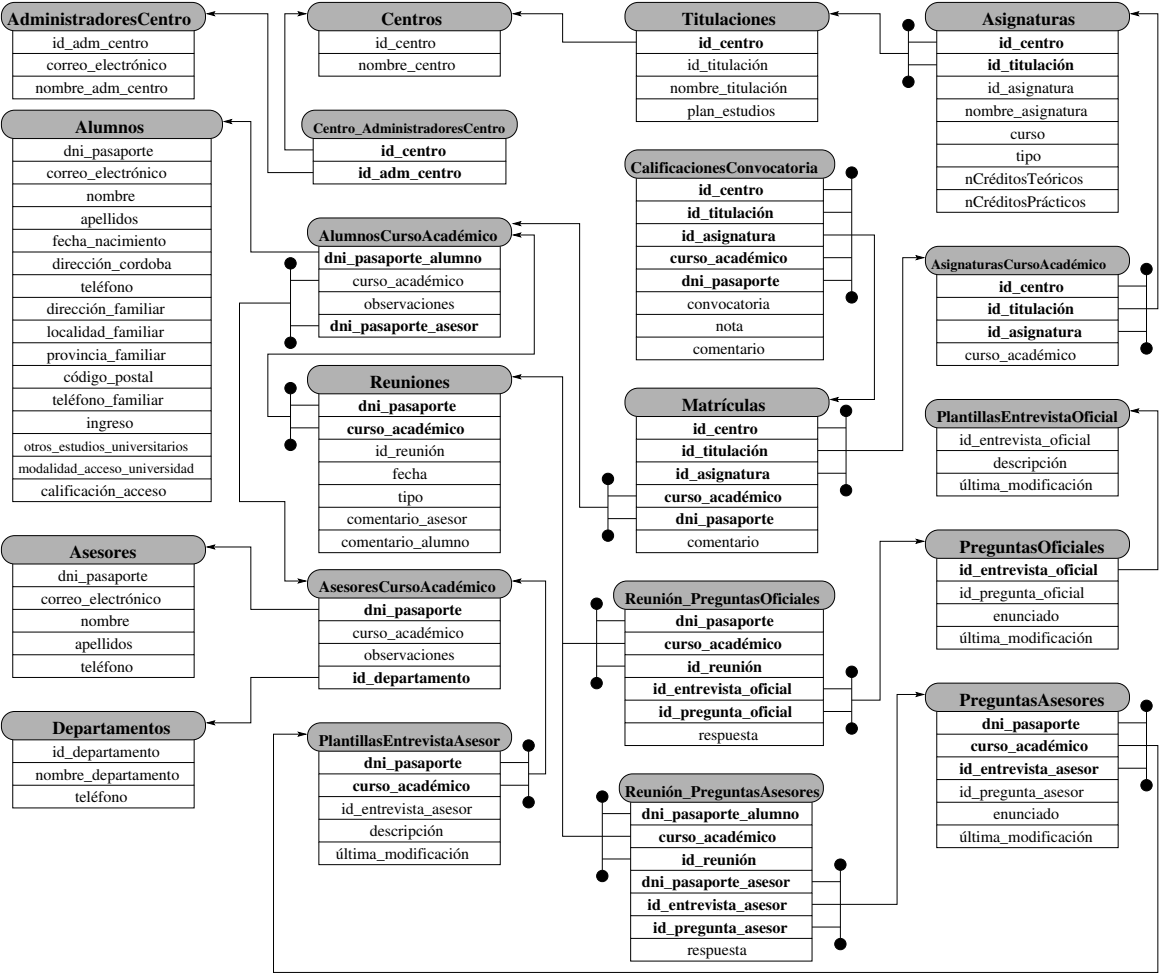 AdministradoresCentro
id_adm_centro
correo_electrónico
nombre_adm_centro
Centros
id_centro
nombre_centro
Titulaciones
id_centro
id_titulación
nombre_titulación
plan_estudios
Asignaturas
id_centro
id_titulación
id_asignatura
nombre_asignatura
curso
tipo
nCréditosTeóricos
nCréditosPrácticos
Alumnos
dni_pasaporte
correo_electrónico
nombre
apellidos
fecha_nacimiento
dirección_cordoba
teléfono
dirección_familiar
localidad_familiar
provincia_familiar
código_postal
teléfono_familiar
ingreso
otros_estudios_universitarios
modalidad_acceso_universidad
calificación_acceso
Centro_AdministradoresCentro
id_centro
id_adm_centro
CalificacionesConvocatoria
id_centro
id_titulación
id_asignatura
curso_académico
dni_pasaporte
convocatoria
nota
comentario
AlumnosCursoAcadémico
dni_pasaporte_alumno
curso_académico
observaciones
dni_pasaporte_asesor
AsignaturasCursoAcadémico
id_centro
id_titulación
id_asignatura
curso_académico
Reuniones
dni_pasaporte
curso_académico
id_reunión
fecha
tipo
comentario_asesor
comentario_alumno
Matrículas
id_centro
id_titulación
id_asignatura
curso_académico
dni_pasaporte
comentario
PlantillasEntrevistaOficial
id_entrevista_oficial
descripción
última_modificación
Asesores
dni_pasaporte
correo_electrónico
nombre
apellidos
teléfono
AsesoresCursoAcadémico
dni_pasaporte
curso_académico
observaciones
id_departamento
Reunión_PreguntasOficiales
dni_pasaporte
curso_académico
id_reunión
id_entrevista_oficial
id_pregunta_oficial
respuesta
PreguntasOficiales
id_entrevista_oficial
id_pregunta_oficial
enunciado
última_modificación
Departamentos
id_departamento
nombre_departamento
teléfono
PlantillasEntrevistaAsesor
dni_pasaporte
curso_académico
id_entrevista_asesor
descripción
última_modificación
Reunión_PreguntasAsesores
dni_pasaporte_alumno
curso_académico
id_reunión
dni_pasaporte_asesor
id_entrevista_asesor
id_pregunta_asesor
respuesta
PreguntasAsesores
dni_pasaporte
curso_académico
id_entrevista_asesor
id_pregunta_asesor
enunciado
última_modificación